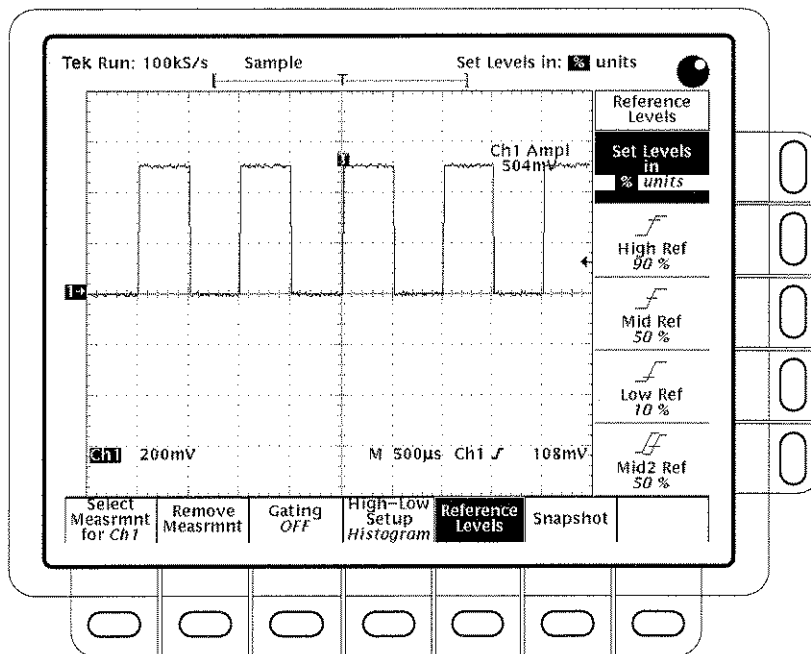 Tek Run: 100kS/s Sample Set Levels in: % units
T
Reference
Levels
Set Levels
in
% units
Ch1 Ampl
504mV
T
High Ref
90 %
1→
Mid Ref
50 %
Low Ref
10 %
Mid2 Ref
50 %
Ch1 200mV M 500µs Ch1 108mV
Select
Measrmnt
for Ch1
Remove
Measrmnt
Gating
OFF
High-Low
Setup
Histogram
Reference
Levels
Snapshot